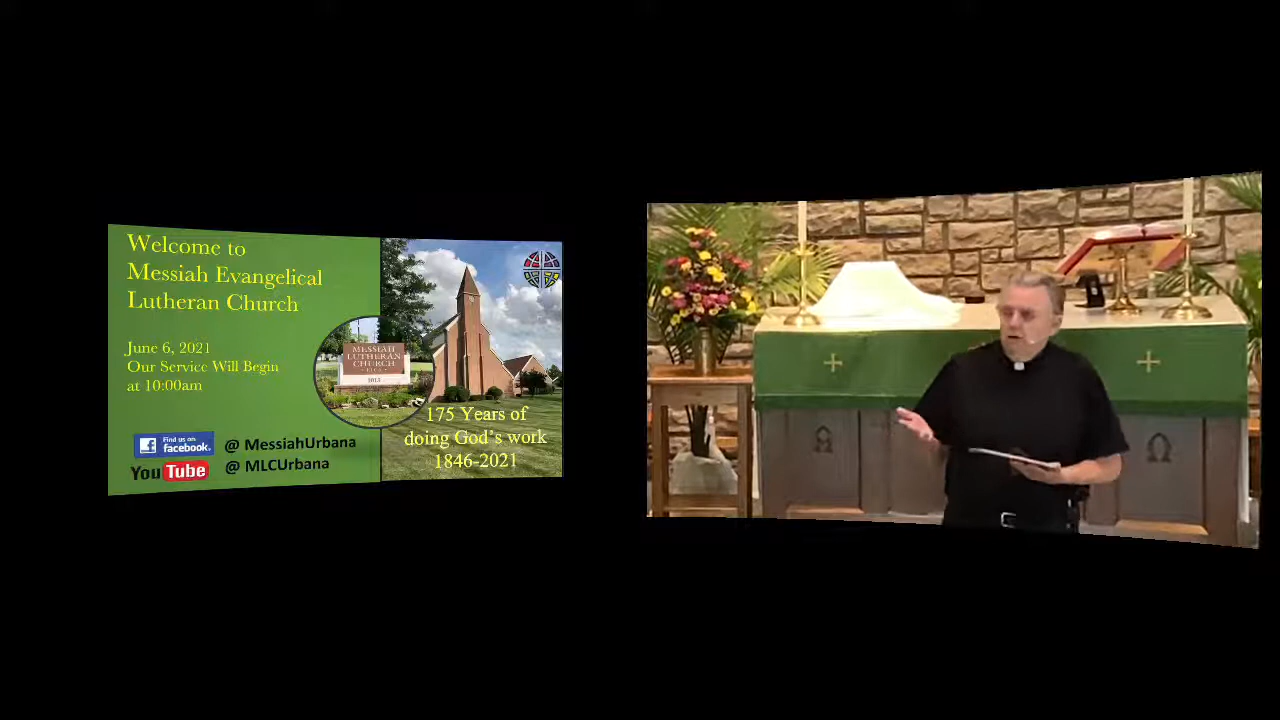 Welcome to
Messiah Evangelical
Lutheran Church
June 6, 2021
Our Service Will Begin
at 10:00am
Find us on
facebook.
@ MessiahUrbana
YouTube
@ MLCUrbana
MESSIAH
LUTHERAN
CHURCH
ELCA
175 Years of
doing God's work
1846-2021